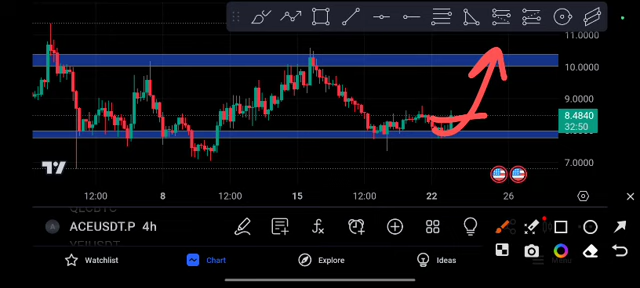 11.0000
10.0000
9.0000
8.4840
32:50
7.0000
12:00
8
12:00
15
12:00
22
26
ACEUSDT.P 4h
Watchlist
Chart
Explore
Ideas